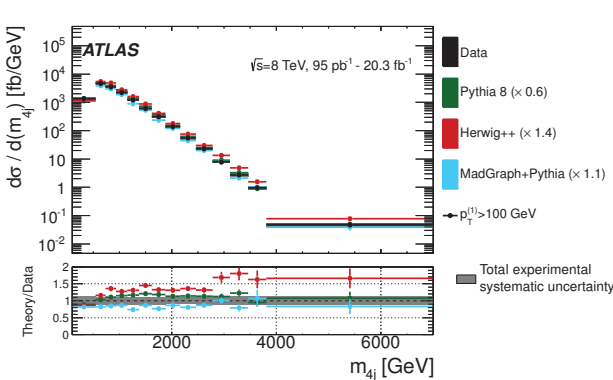 ATLAS
√s=8 TeV, 95 pb⁻¹ - 20.3 fb⁻¹
dσ / d(m₄ⱼ) [fb/GeV]
10⁵
10⁴
10³
10²
10
1
10⁻¹
10⁻²
Data
Pythia 8 (× 0.6)
Herwig++ (× 1.4)
MadGraph+Pythia (× 1.1)
p_T^(1)>100 GeV
Theory/Data
2
1.5
1
0.5
0
Total experimental
systematic uncertainty
2000 4000 6000
m₄ⱼ [GeV]